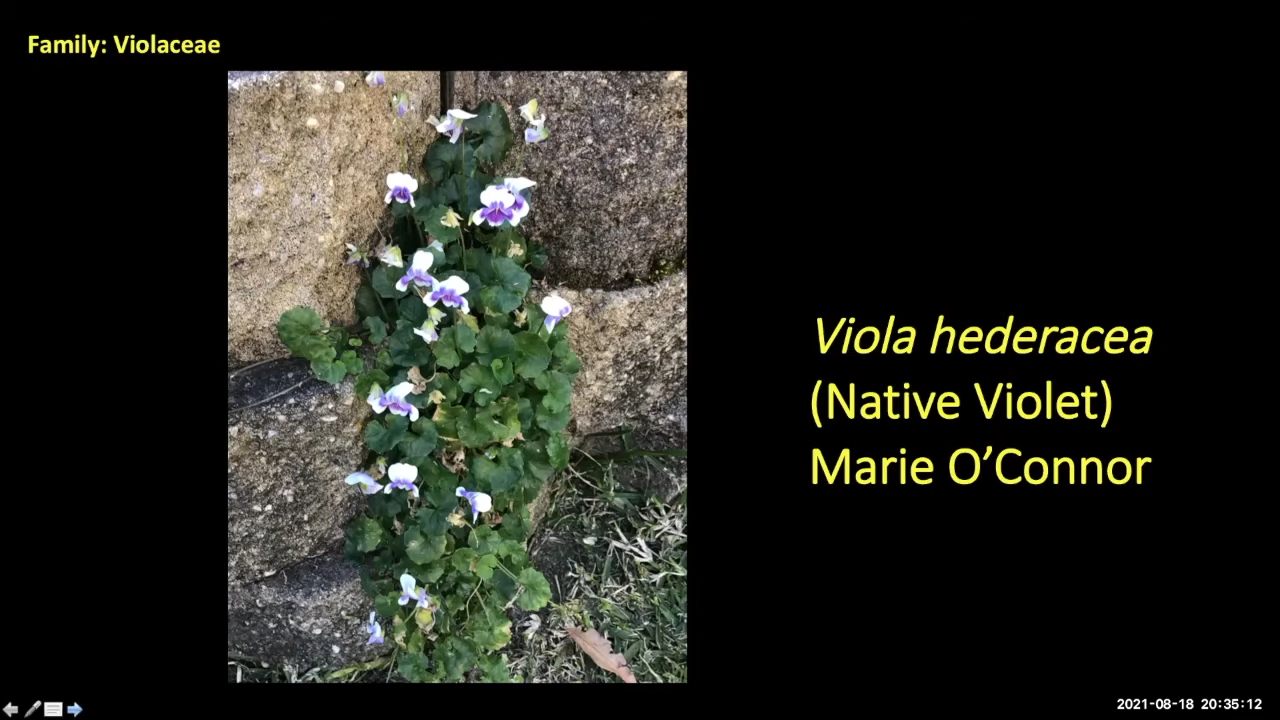 Family: Violaceae
Viola hederacea
(Native Violet)
Marie O’Connor
2021-08-18 20:35:12